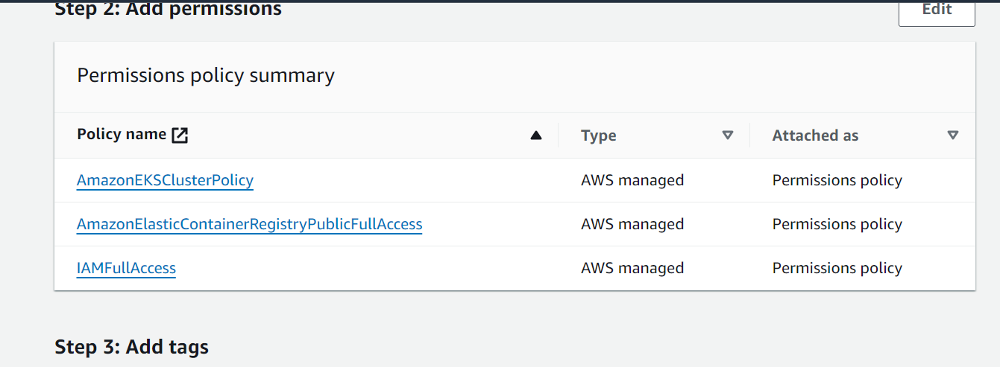 Step 2: Add permissions
Edit
Permissions policy summary
Policy name Type Attached as
AmazonEKSClusterPolicy AWS managed Permissions policy
AmazonElasticContainerRegistryPublicFullAccess AWS managed Permissions policy
IAMFullAccess AWS managed Permissions policy
Step 3: Add tags